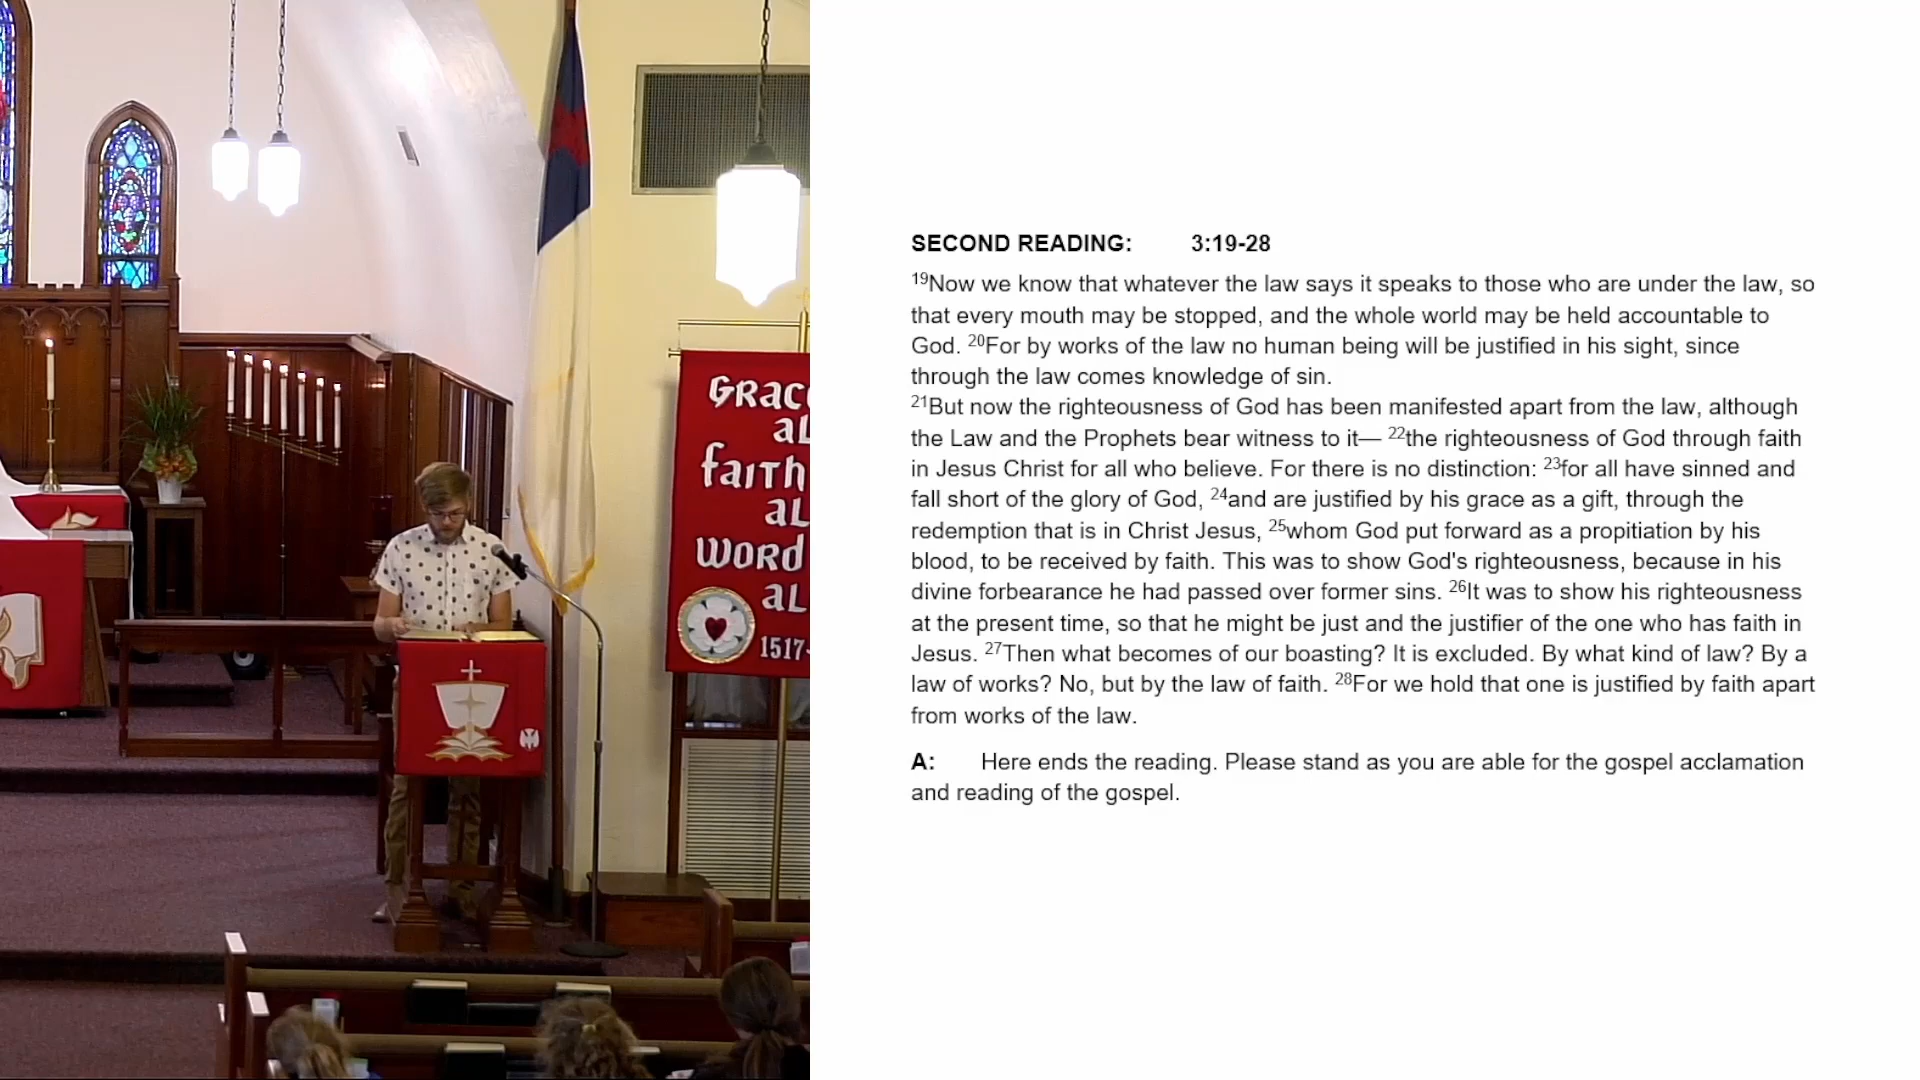 GRAC
AL
FAITH
AL
WORD
AL
1517-
SECOND READING: 3:19-28
19Now we know that whatever the law says it speaks to those who are under the law, so
that every mouth may be stopped, and the whole world may be held accountable to
God. 20For by works of the law no human being will be justified in his sight, since
through the law comes knowledge of sin.
21But now the righteousness of God has been manifested apart from the law, although
the Law and the Prophets bear witness to it— 22the righteousness of God through faith
in Jesus Christ for all who believe. For there is no distinction: 23for all have sinned and
fall short of the glory of God, 24and are justified by his grace as a gift, through the
redemption that is in Christ Jesus, 25whom God put forward as a propitiation by his
blood, to be received by faith. This was to show God's righteousness, because in his
divine forbearance he had passed over former sins. 26It was to show his righteousness
at the present time, so that he might be just and the justifier of the one who has faith in
Jesus. 27Then what becomes of our boasting? It is excluded. By what kind of law? By a
law of works? No, but by the law of faith. 28For we hold that one is justified by faith apart
from works of the law.
A: Here ends the reading. Please stand as you are able for the gospel acclamation
and reading of the gospel.